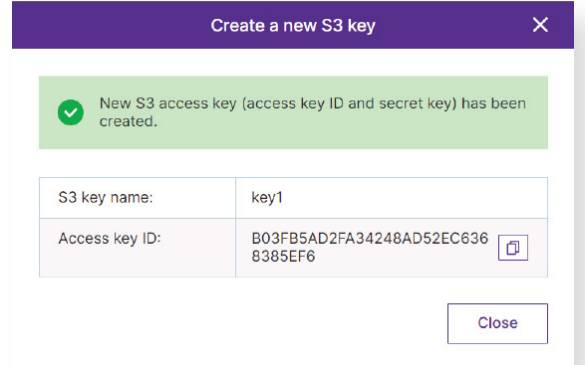 Create a new S3 key
New S3 access key (access key ID and secret key) has been
created.
S3 key name:
key1
Access key ID:
B03FB5AD2FA34248AD52EC636
8385EF6
Close